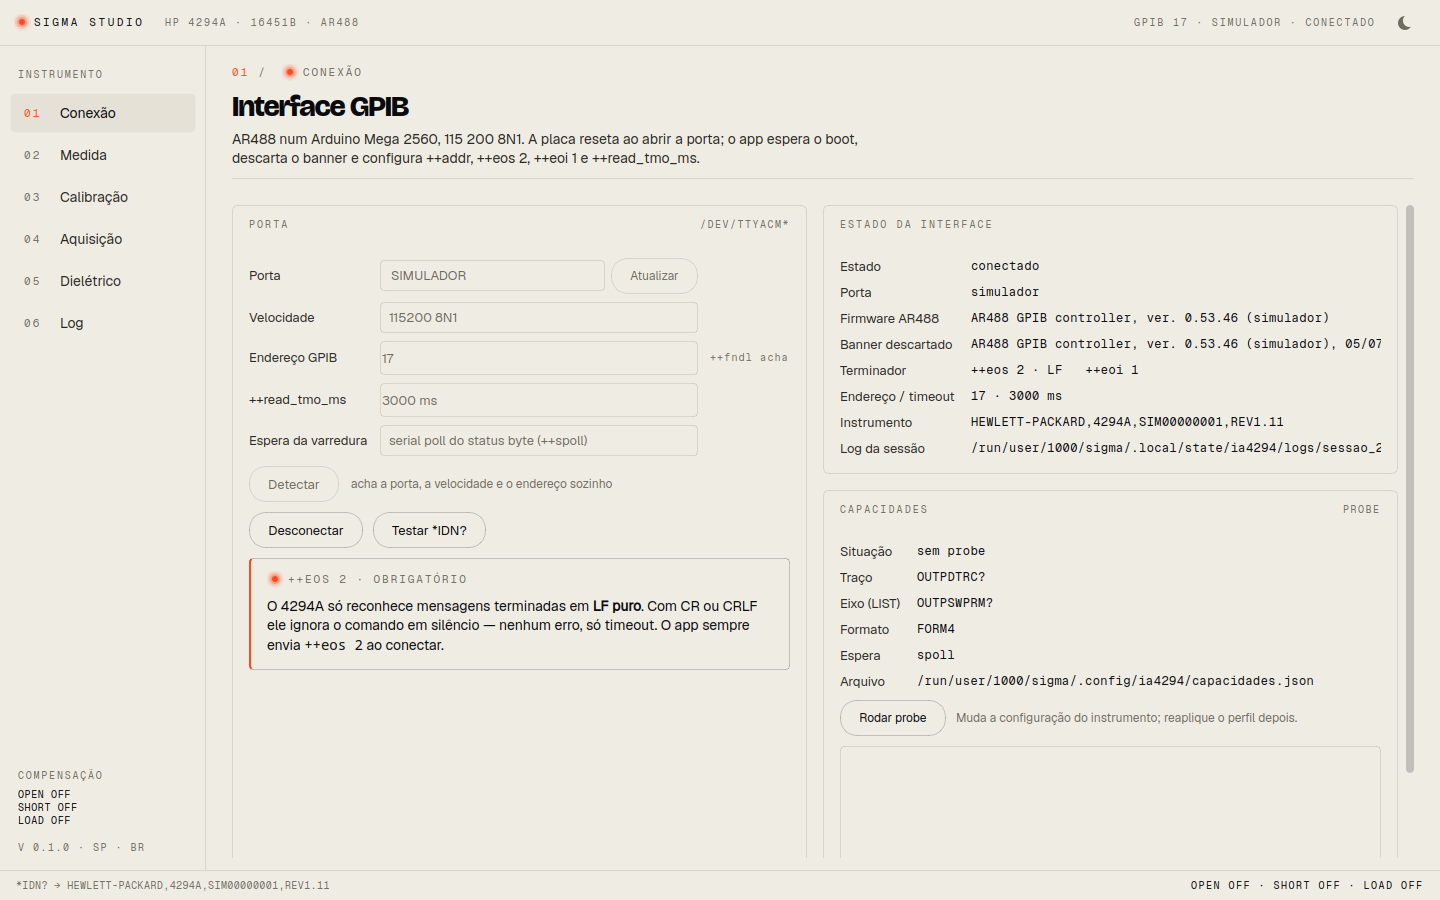 SIGMA STUDIO
HP 4294A · 16451B · AR488
GPIB 17 · SIMULADOR · CONECTADO
INSTRUMENTO
01 Conexão
02 Medida
03 Calibração
04 Aquisição
05 Dielétrico
06 Log
COMPENSAÇÃO
OPEN OFF
SHORT OFF
LOAD OFF
V 0.1.0 · SP · BR
01 / CONEXÃO
Interface GPIB
AR488 num Arduino Mega 2560, 115 200 8N1. A placa reseta ao abrir a porta; o app espera o boot,
descarta o banner e configura ++addr, ++eos 2, ++eoi 1 e ++read_tmo_ms.
PORTA /DEV/TTYACM*
Porta SIMULADOR Atualizar
Velocidade 115200 8N1
Endereço GPIB 17 ++fndl acha
++read_tmo_ms 3000 ms
Espera da varredura serial poll do status byte (++spoll)
Detectar acha a porta, a velocidade e o endereço sozinho
Desconectar Testar *IDN?
++EOS 2 · OBRIGATÓRIO
O 4294A só reconhece mensagens terminadas em LF puro. Com CR ou CRLF
ele ignora o comando em silêncio — nenhum erro, só timeout. O app sempre
envia ++eos 2 ao conectar.
ESTADO DA INTERFACE
Estado conectado
Porta simulador
Firmware AR488 AR488 GPIB controller, ver. 0.53.46 (simulador)
Banner descartado AR488 GPIB controller, ver. 0.53.46 (simulador), 05/07
Terminador ++eos 2 · LF ++eoi 1
Endereço / timeout 17 · 3000 ms
Instrumento HEWLETT-PACKARD,4294A,SIM00000001,REV1.11
Log da sessão /run/user/1000/sigma/.local/state/ia4294/logs/sessao_2
CAPACIDADES PROBE
Situação sem probe
Traço OUTPDTRC?
Eixo (LIST) OUTPSWPRM?
Formato FORM4
Espera spoll
Arquivo /run/user/1000/sigma/.config/ia4294/capacidades.json
Rodar probe Muda a configuração do instrumento; reaplique o perfil depois.
*IDN? → HEWLETT-PACKARD,4294A,SIM00000001,REV1.11
OPEN OFF · SHORT OFF · LOAD OFF